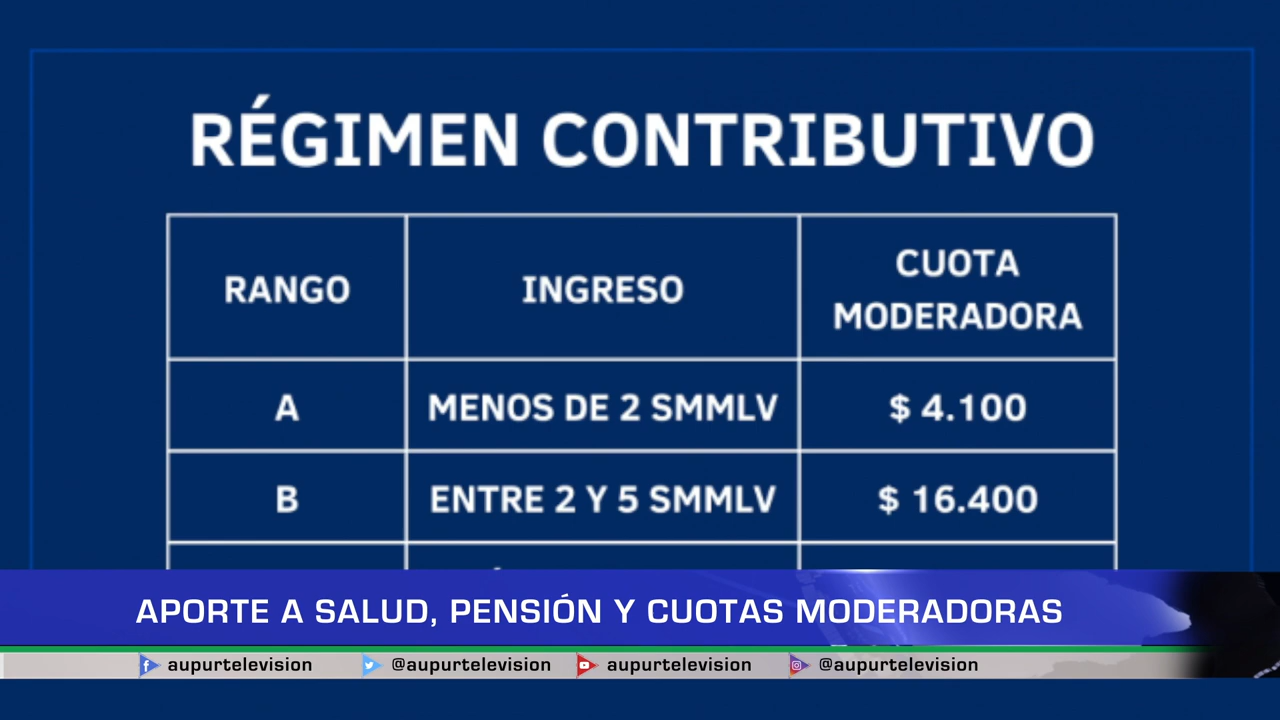 RÉGIMEN CONTRIBUTIVO
RANGO INGRESO CUOTA MODERADORA
A MENOS DE 2 SMMLV $ 4.100
B ENTRE 2 Y 5 SMMLV $ 16.400
APORTE A SALUD, PENSIÓN Y CUOTAS MODERADORAS
aupurtelevision @aupurtelevision aupurtelevision @aupurtelevision